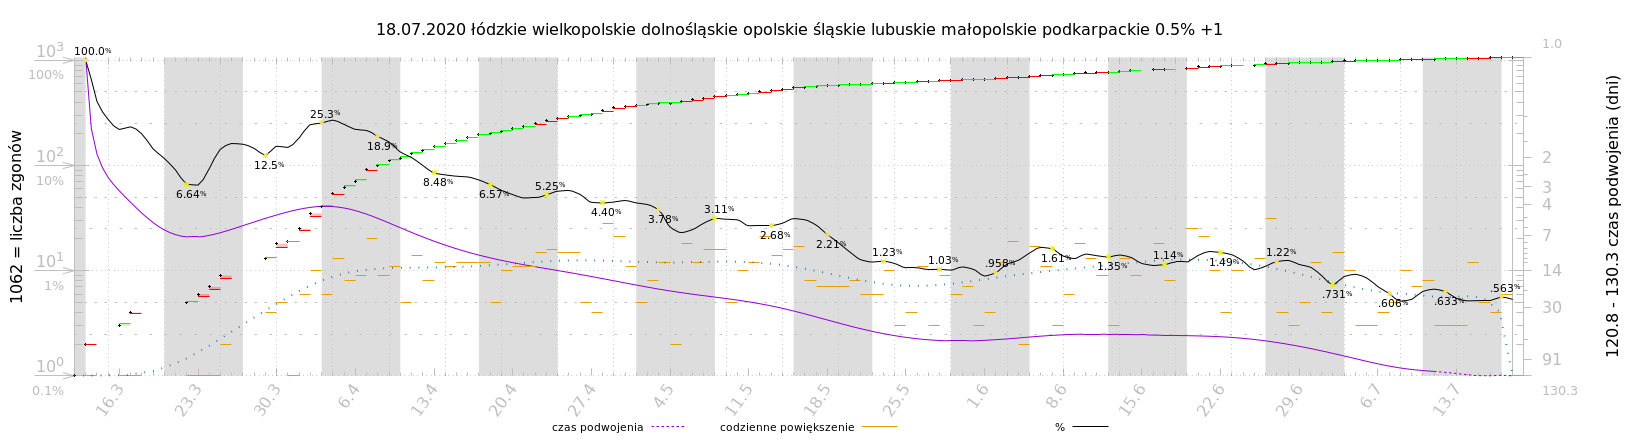 18.07.2020 łódzkie wielkopolskie dolnośląskie opolskie śląskie lubuskie małopolskie podkarpackie 0.5% +1
10³ 100.0% 1.0
100%
25.3%
18.9%
10² 12.5% 2
10% 6.64% 8.48% 6.57% 5.25% 3
4.40% 3.78% 3.11% 4
2.68% 2.21% 7
10¹ 1.23% 1.03% .958% 1.61% 1.35% 1.14% 1.49% 1.22% 14
1% .731% .606% .633% .563% 30
10⁰ 91
0.1% 130.3
1062 = liczba zgonów
120.8 - 130.3 czas podwojenia (dni)
16.3 23.3 30.3 6.4 13.4 20.4 27.4 4.5 11.5 18.5 25.5 1.6 8.6 15.6 22.6 29.6 6.7 13.7
czas podwojenia codzienne powiększenie %